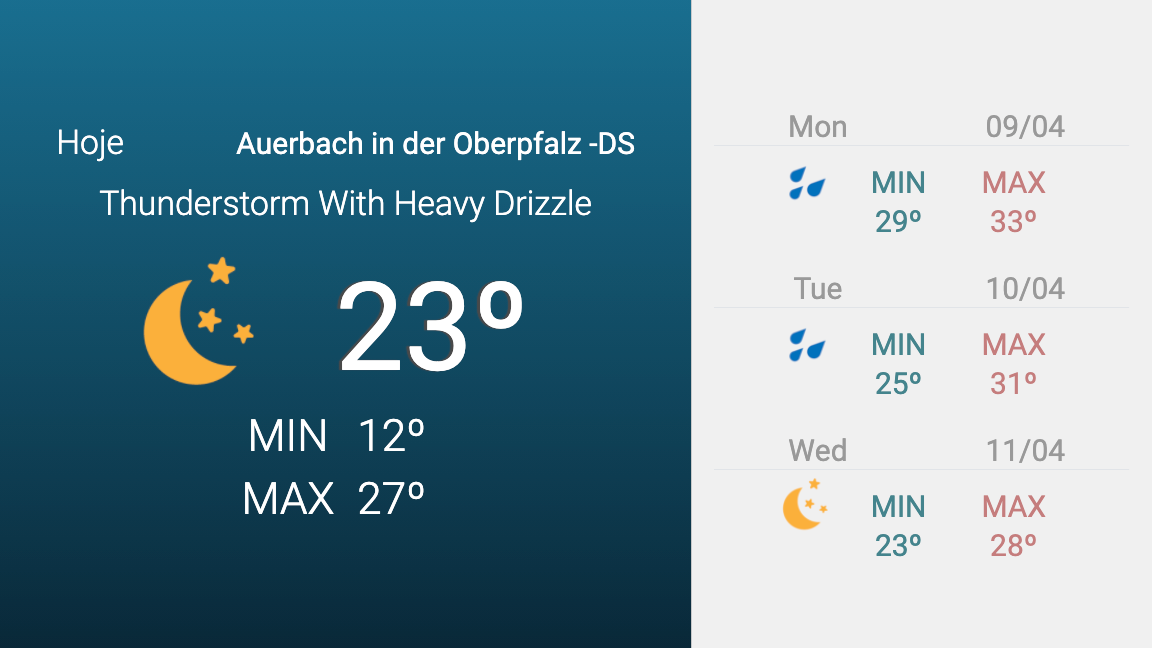 Hoje Auerbach in der Oberpfalz -DS
Thunderstorm With Heavy Drizzle
23º
MIN 12º
MAX 27º
Mon 09/04
MIN MAX
29º 33º
Tue 10/04
MIN MAX
25º 31º
Wed 11/04
MIN MAX
23º 28º